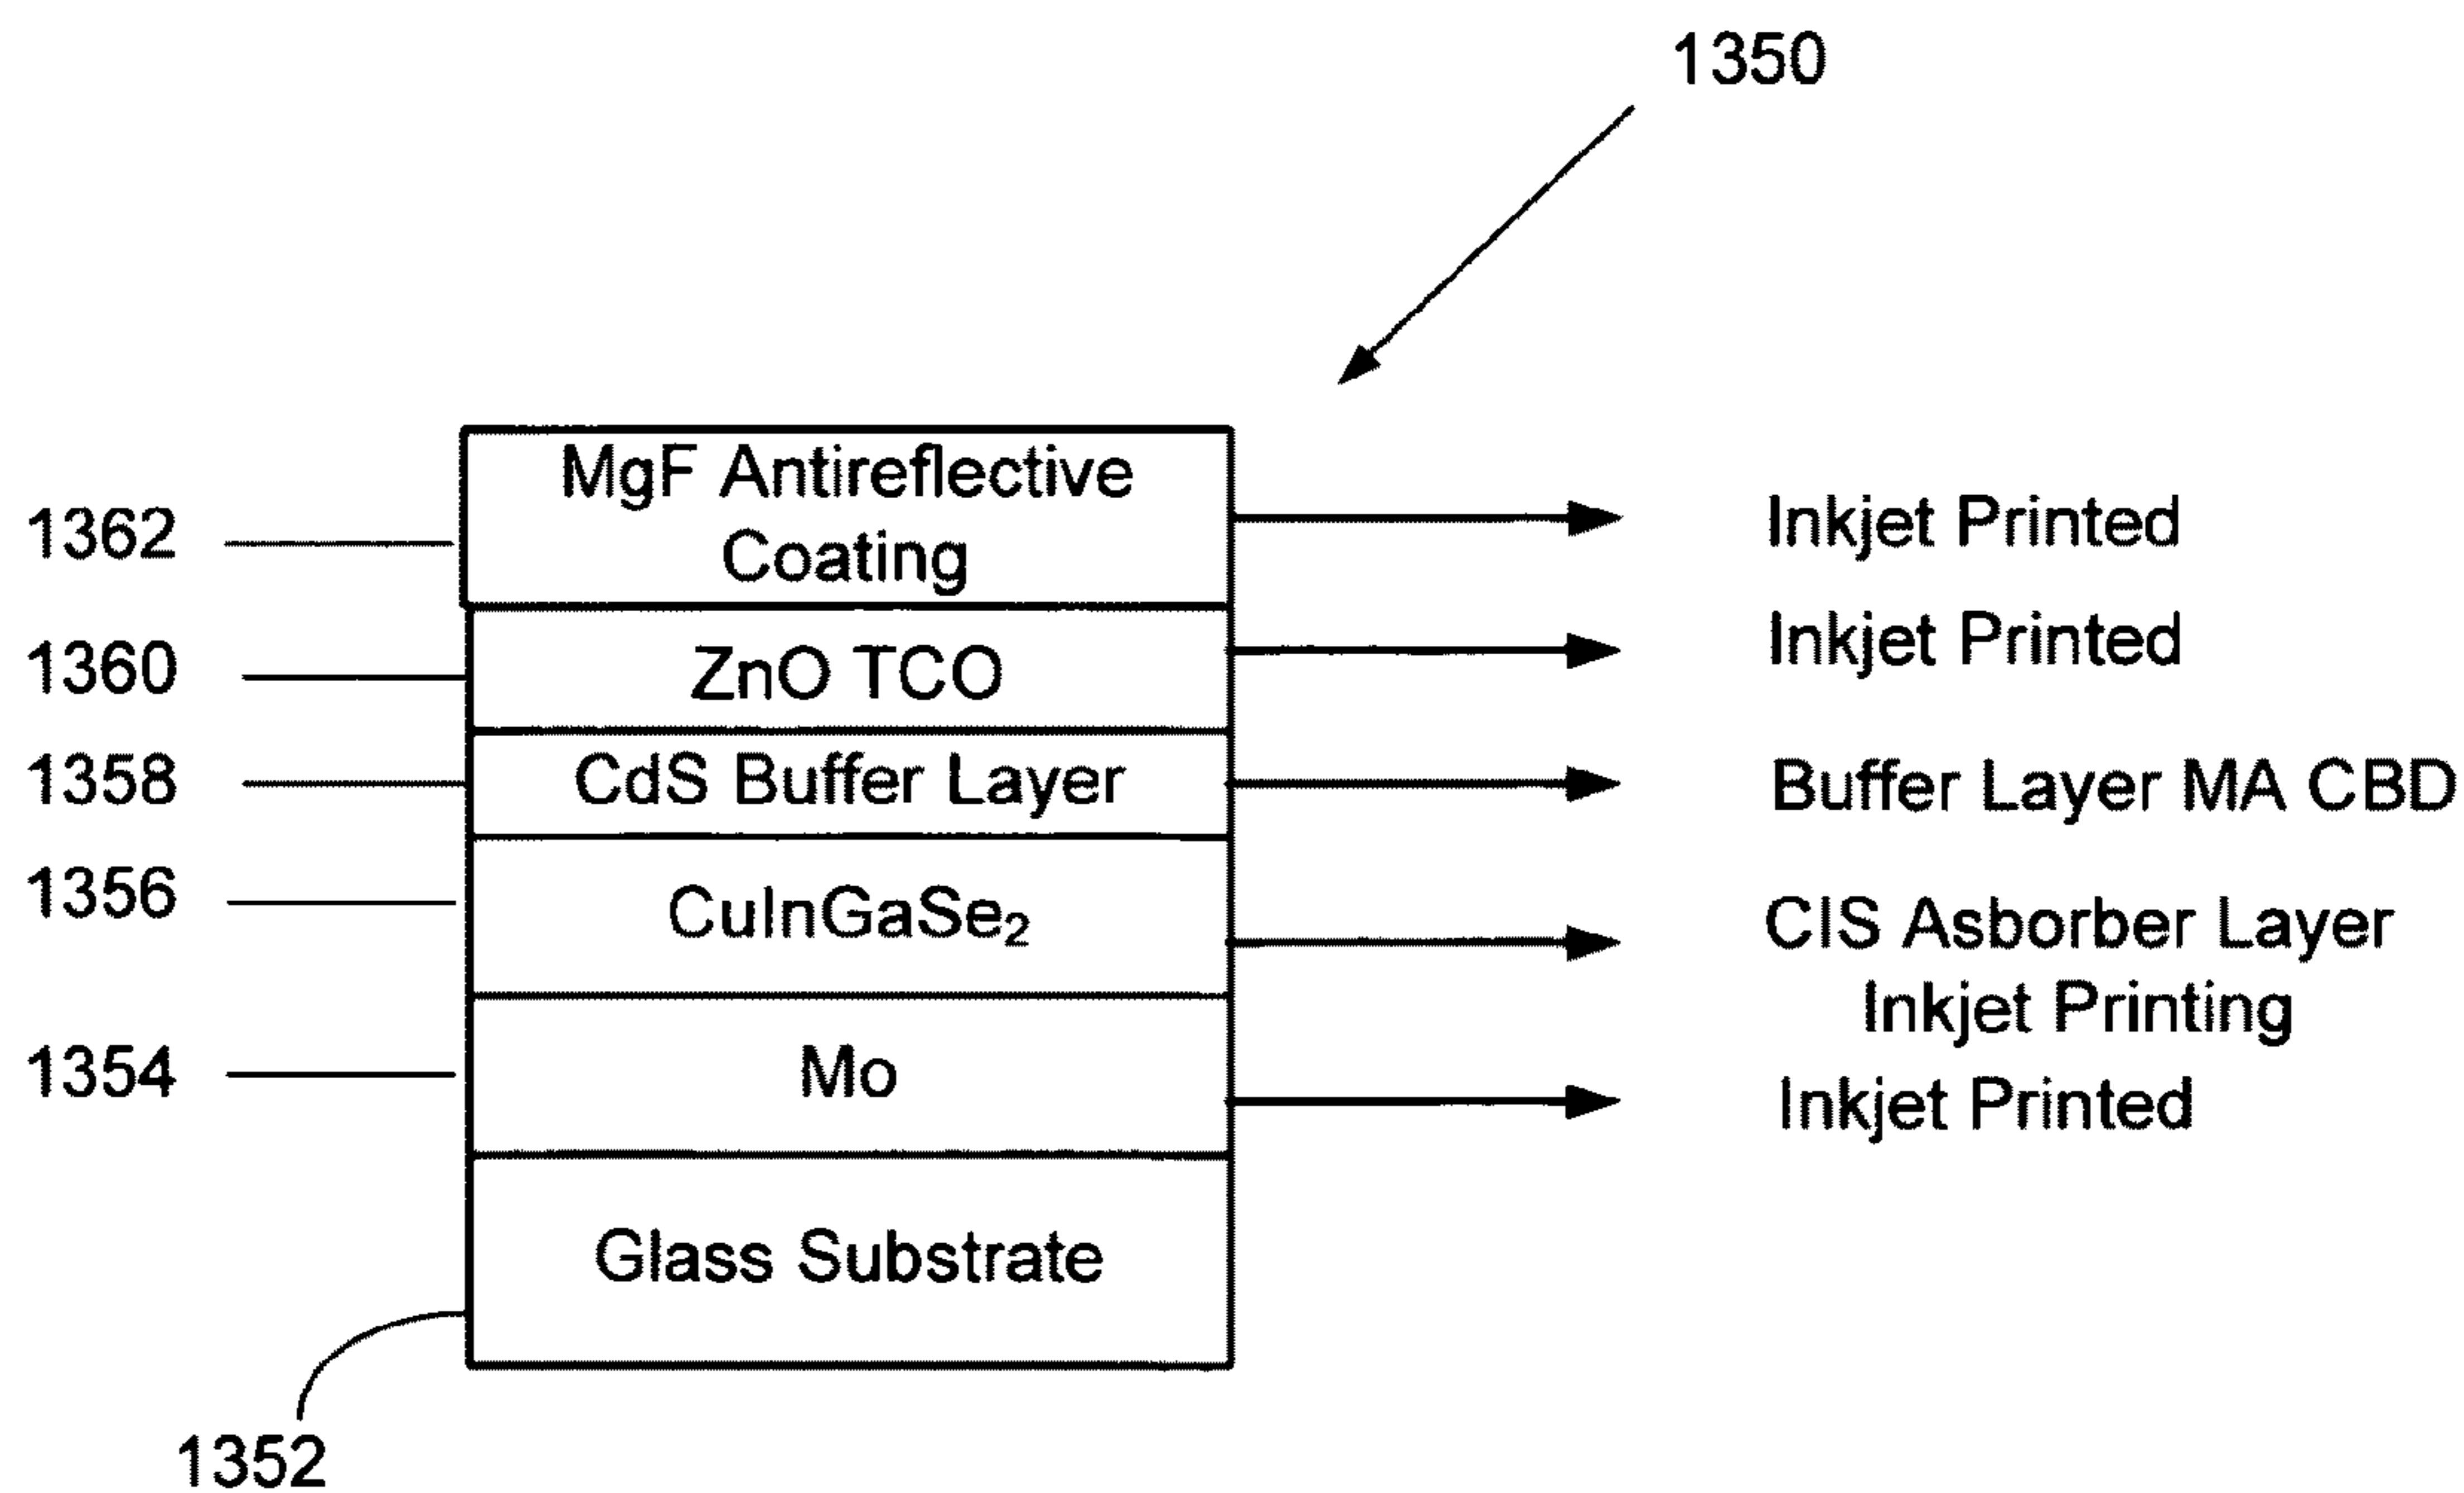 1350
MgF Antireflective
Coating
1362
Inkjet Printed
1360
ZnO TCO
Inkjet Printed
1358
CdS Buffer Layer
Buffer Layer MA CBD
1356
CuInGaSe₂
CIS Asborber Layer
Inkjet Printing
1354
Mo
Inkjet Printed
Glass Substrate
1352